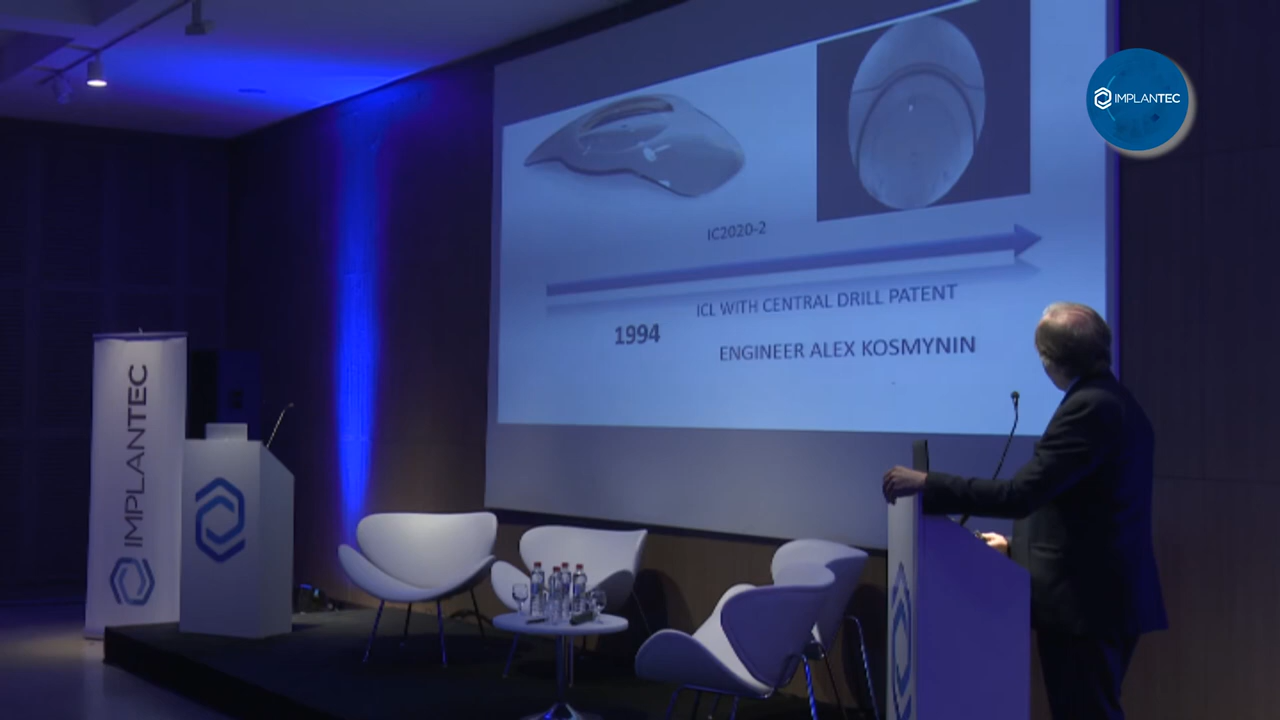 IMPLANTEC
IC2020-2
ICL WITH CENTRAL DRILL PATENT
1994
ENGINEER ALEX KOSMYNIN
IMPLANTEC